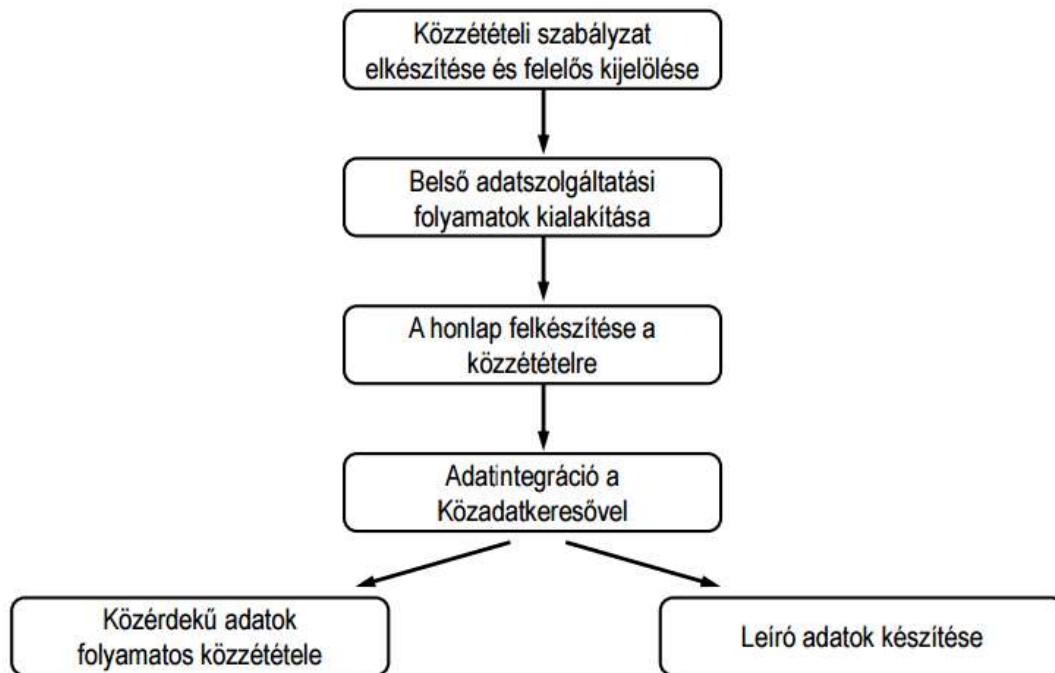 Közzétételi szabályzat
elkészítése és felelős kijelölése
Belső adatszolgáltatási
folyamatok kialakítása
A honlap felkészítése a
közzétételre
Adatintegráció a
Közadatkeresővel
Közérdekű adatok
folyamatos közzététele
Leíró adatok készítése